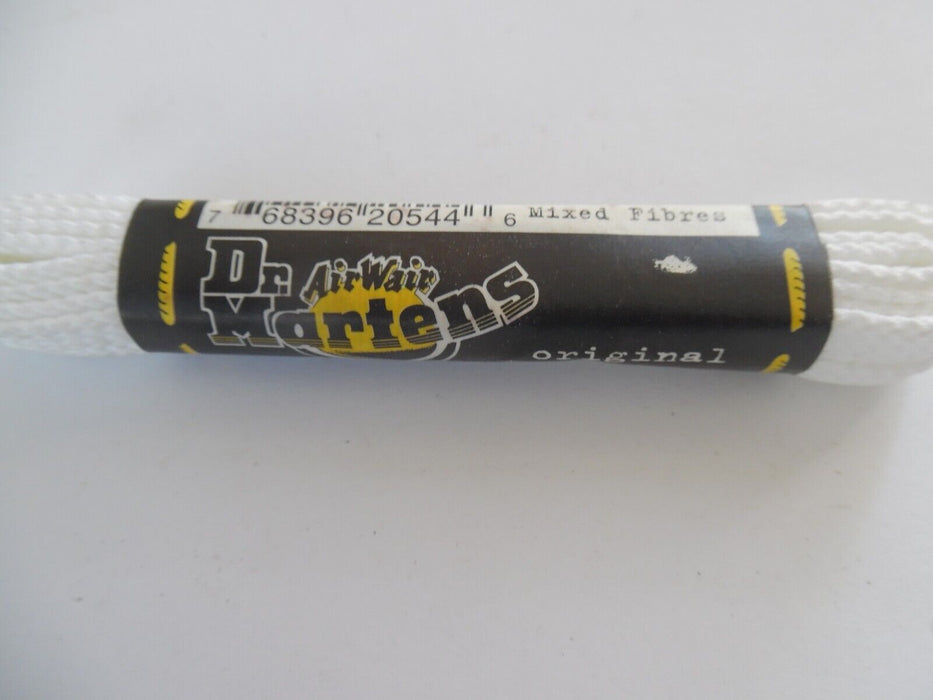 7 68396 20544 6 Mixed Fibres
Dr. AirWair
Martens
original